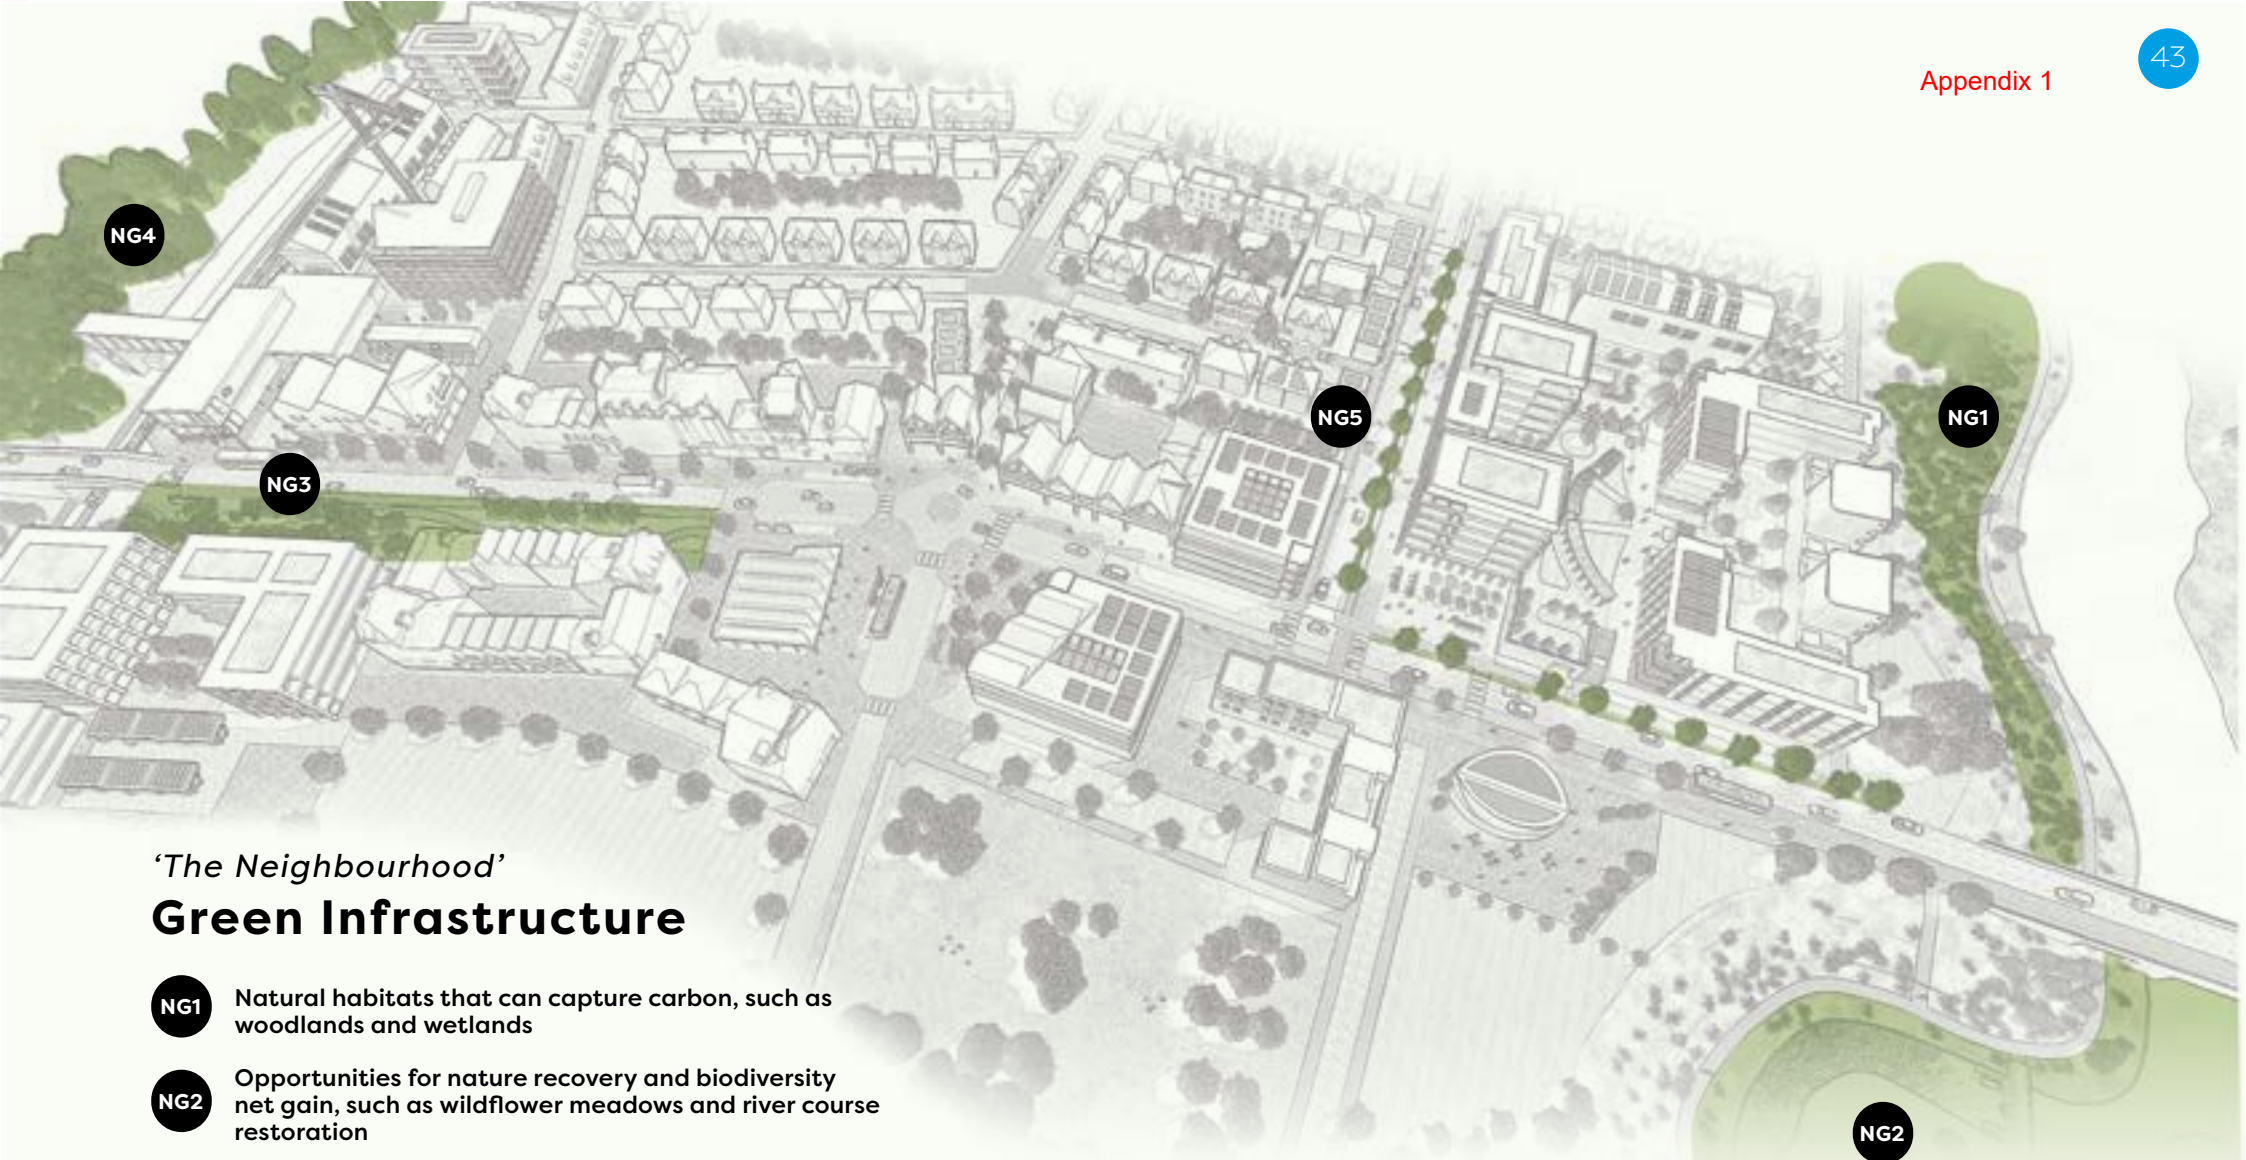 43
Appendix 1
NG4
NG5
NG1
NG3
‘The Neighbourhood’
Green Infrastructure
NG1
Natural habitats that can capture carbon, such as
woodlands and wetlands
NG2
Opportunities for nature recovery and biodiversity
net gain, such as wildflower meadows and river course
restoration
NG2